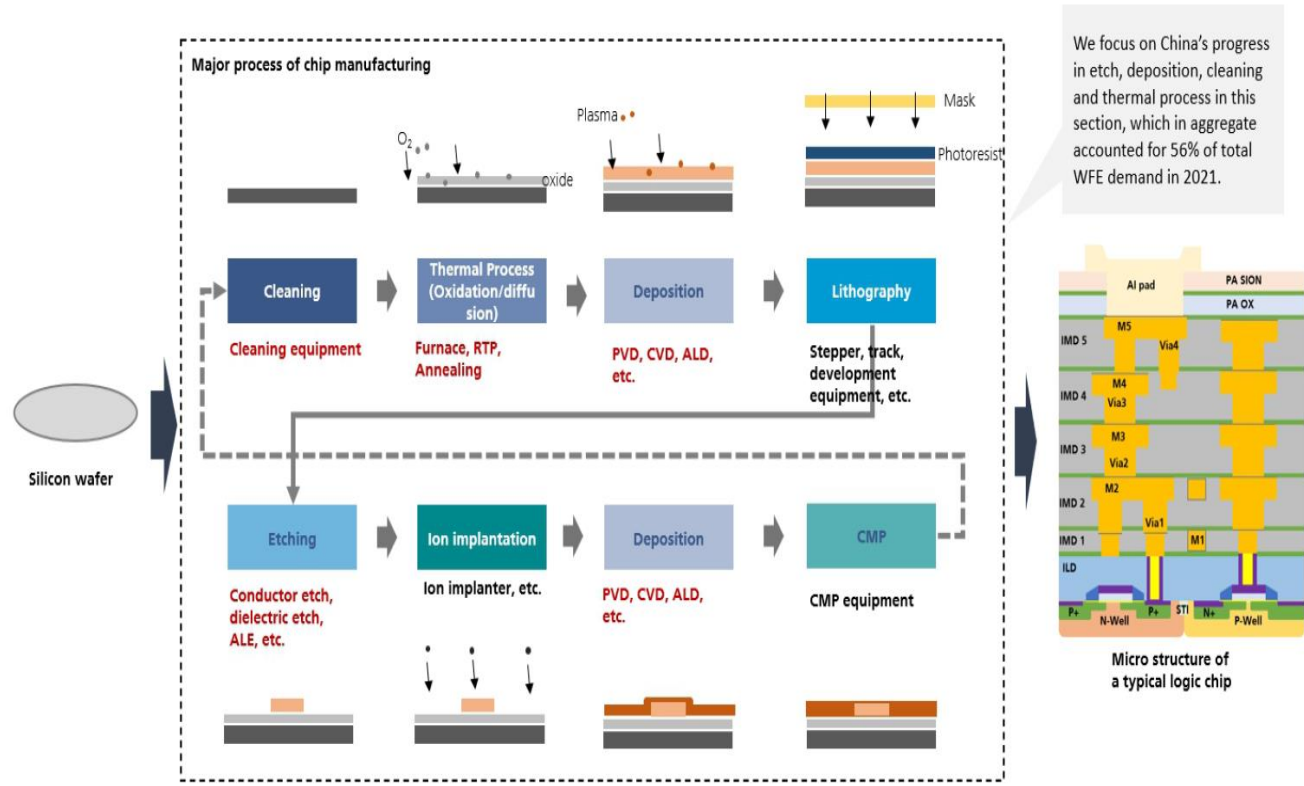 Major process of chip manufacturing
We focus on China's progress
in etch, deposition, cleaning
and thermal process in this
section, which in aggregate
accounted for 56% of total
WFE demand in 2021.
O2
oxide
Plasma
Mask
Photoresist
Cleaning
Thermal Process
(Oxidation/diffu
sion)
Deposition
Lithography
Cleaning equipment
Furnace, RTP,
Annealing
PVD, CVD, ALD,
etc.
Stepper, track,
development
equipment, etc.
Silicon wafer
Etching
Ion implantation
Deposition
CMP
Conductor etch,
dielectric etch,
ALE, etc.
Ion implanter, etc.
PVD, CVD, ALD,
etc.
CMP equipment
Al pad
PA SION
PA OX
IMD 5
M5
Via4
IMD 4
M4
Via3
IMD 3
M3
Via2
IMD 2
M2
Via1
IMD 1
M1
ILD
P+
P+
STI
N+
N-Well
P-Well
Micro structure of
a typical logic chip